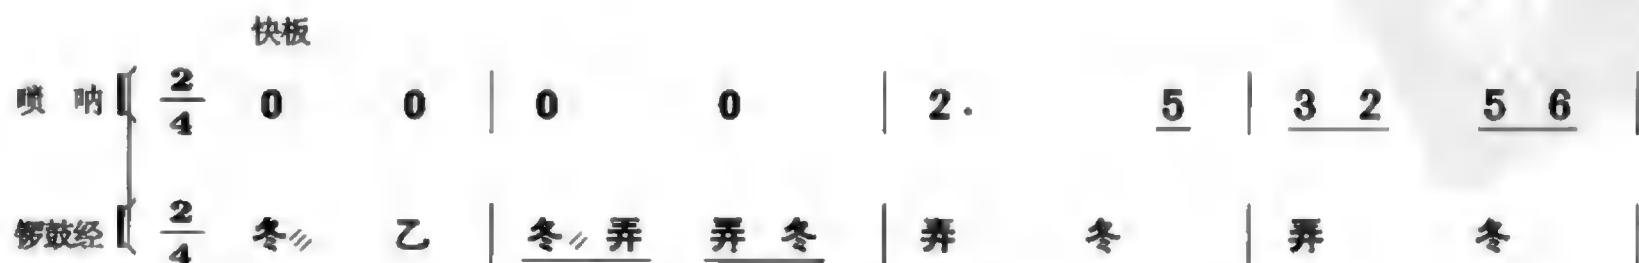 快板
唢呐 2/4 0 0 | 0 0 | 2. 5 | 3 2 5 6 |
锣鼓经 2/4 冬 乙 | 冬 弄 弄 冬 | 弄 冬 | 弄 冬 |